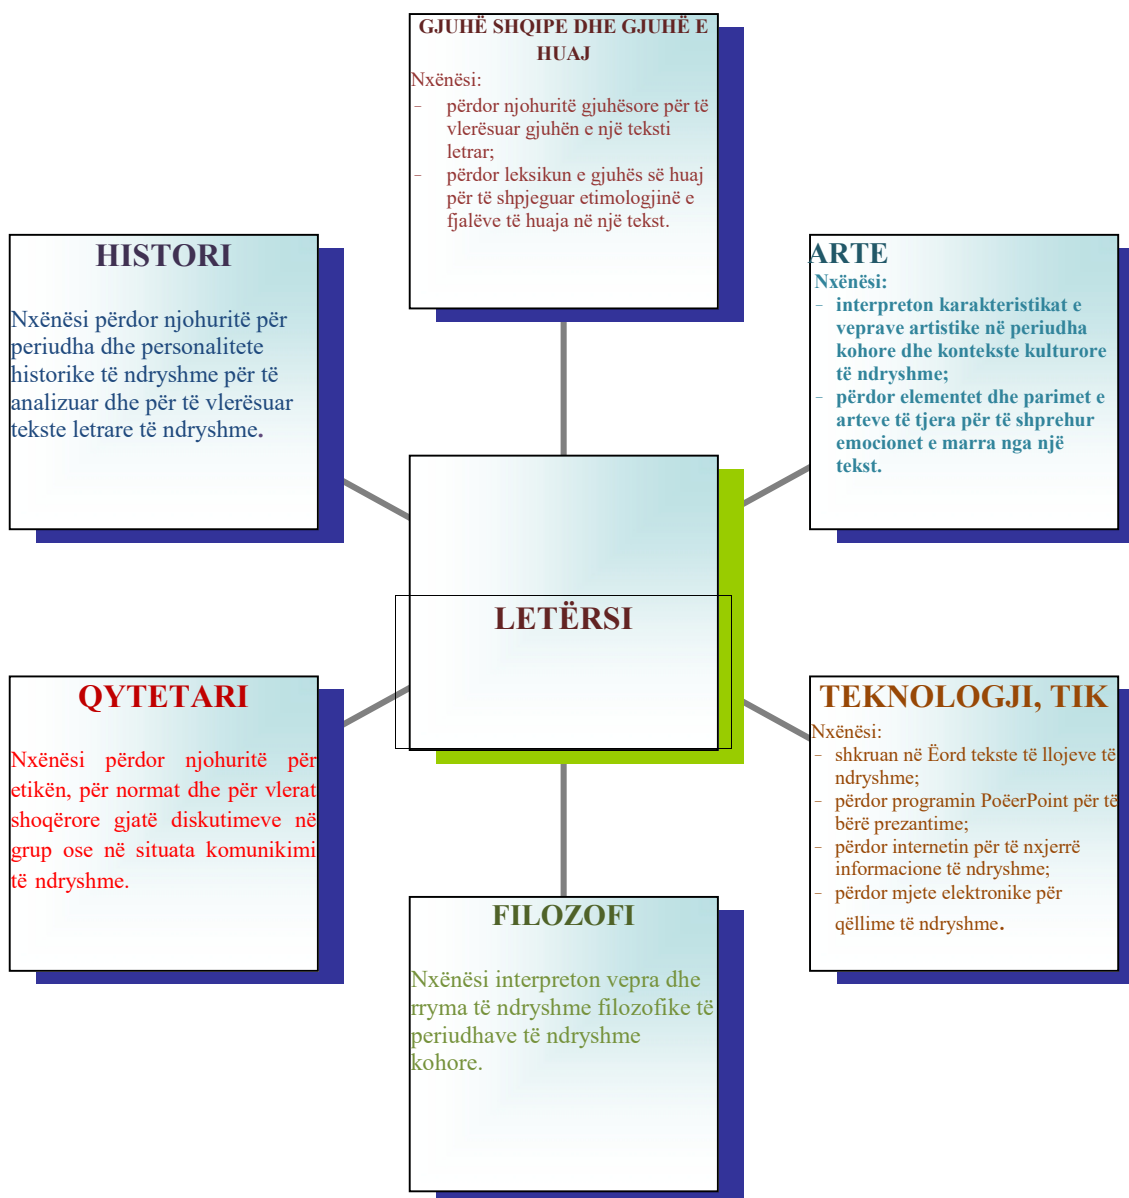 GJUHË SHQIPE DHE GJUHË E
HUAJ
Nxënësi:
- përdor njohuritë gjuhësore për të
vlerësuar gjuhën e një teksti
letrar;
- përdor leksikun e gjuhës së huaj
për të shpjeguar etimologjinë e
fjalëve të huaja në një tekst.
HISTORI
Nxënësi përdor njohuritë për
periudha dhe personalitete
historike të ndryshme për të
analizuar dhe për të vlerësuar
tekste letrare të ndryshme.
ARTE
Nxënësi:
- interpreton karakteristikat e
veprave artistike në periudha
kohore dhe kontekste kulturore
të ndryshme;
- përdor elementet dhe parimet e
arteve të tjera për të shprehur
emocionet e marra nga një
tekst.
LETËRSI
QYTETARI
Nxënësi përdor njohuritë për
etikën, për normat dhe për vlerat
shoqërore gjatë diskutimeve në
grup ose në situata komunikimi
të ndryshme.
TEKNOLOGJI, TIK
Nxënësi:
- shkruan në Ëord tekste të llojeve të
ndryshme;
- përdor programin PoëerPoint për të
bërë prezantime;
- përdor internetin për të nxjerrë
informacione të ndryshme;
- përdor mjete elektronike për
qëllime të ndryshme.
FILOZOFI
Nxënësi interpreton vepra dhe
rryma të ndryshme filozofike të
periudhave të ndryshme
kohore.